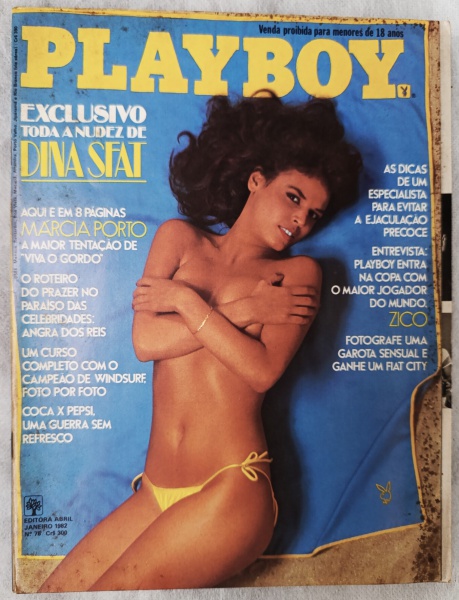 Venda proibida para menores de 18 anos
PLAYBOY
EXCLUSIVO
TODA A NUDEZ DE
DINA SFAT
AQUI E EM 8 PÁGINAS
MÁRCIA PORTO
A MAIOR TENTAÇÃO DE
"VIVA O GORDO"
O ROTEIRO
DO PRAZER NO
PARAÍSO DAS
CELEBRIDADES:
ANGRA DOS REIS
UM CURSO
COMPLETO COM O
CAMPEÃO DE WINDSURF,
FOTO POR FOTO
COCA X PEPSI,
UMA GUERRA SEM
REFRESCO
AS DICAS
DE UM
ESPECIALISTA
PARA EVITAR
A EJACULAÇÃO
PRECOCE
ENTREVISTA:
PLAYBOY ENTRA
NA COPA COM
O MAIOR JOGADOR
DO MUNDO,
ZICO
FOTOGRAFE UMA
GAROTA SENSUAL E
GANHE UM FIAT CITY
EDITORA ABRIL
JANEIRO 1982
Nº 78 Cr$ 300